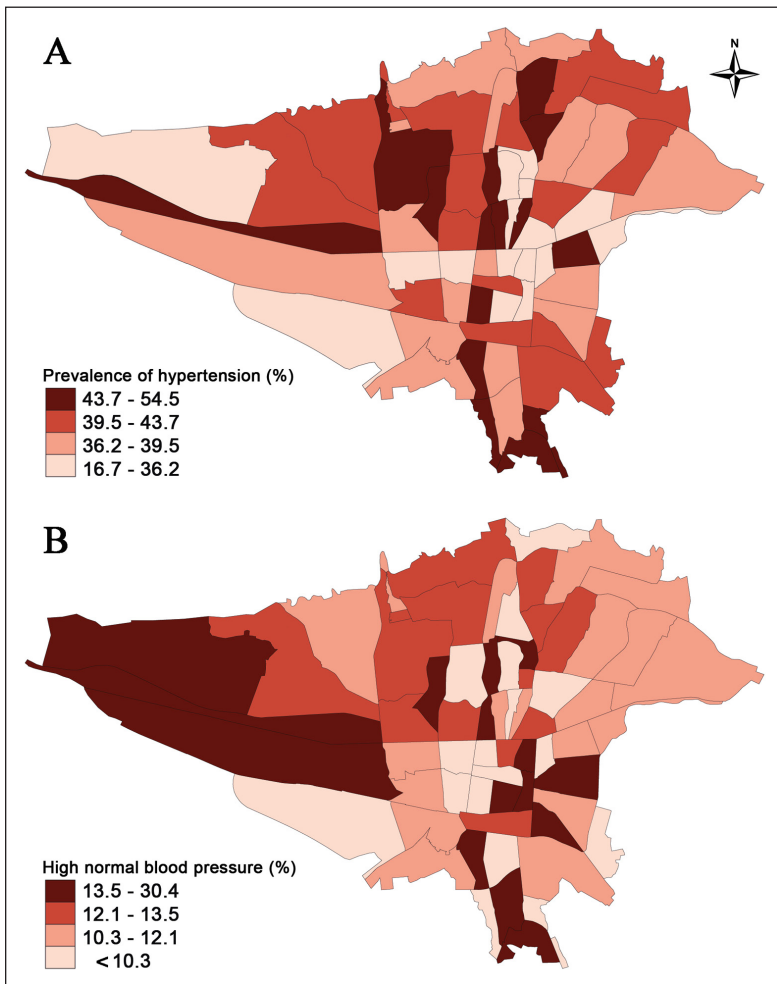 A
N
Prevalence of hypertension (%)
43.7 - 54.5
39.5 - 43.7
36.2 - 39.5
16.7 - 36.2
B
High normal blood pressure (%)
13.5 - 30.4
12.1 - 13.5
10.3 - 12.1
<10.3